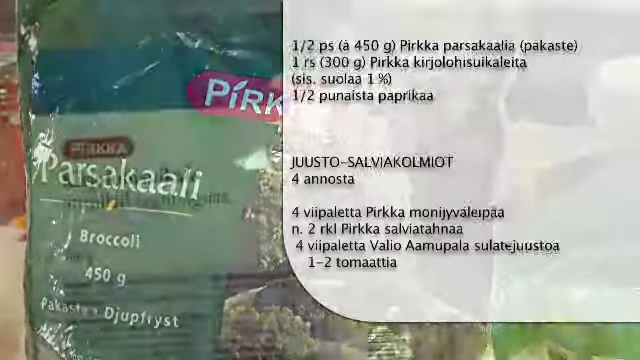 1/2 ps (à 450 g) Pirkka parsakaalia (pakaste)
1 rs (300 g) Pirkka kirjolohisuikaleita
(sis. suolaa 1 %)
1/2 punaista paprikaa
JUUSTO-SALVIAKOLMIOT
4 annosta
4 viipaletta Pirkka monijyväleipää
n. 2 rkl Pirkka salviatahnaa
4 viipaletta Valio Aamupala sulatejuustoa
1-2 tomaattia
PIRKKA
Parsakaali
Broccoli
450 g
Pakaste Djupfryst